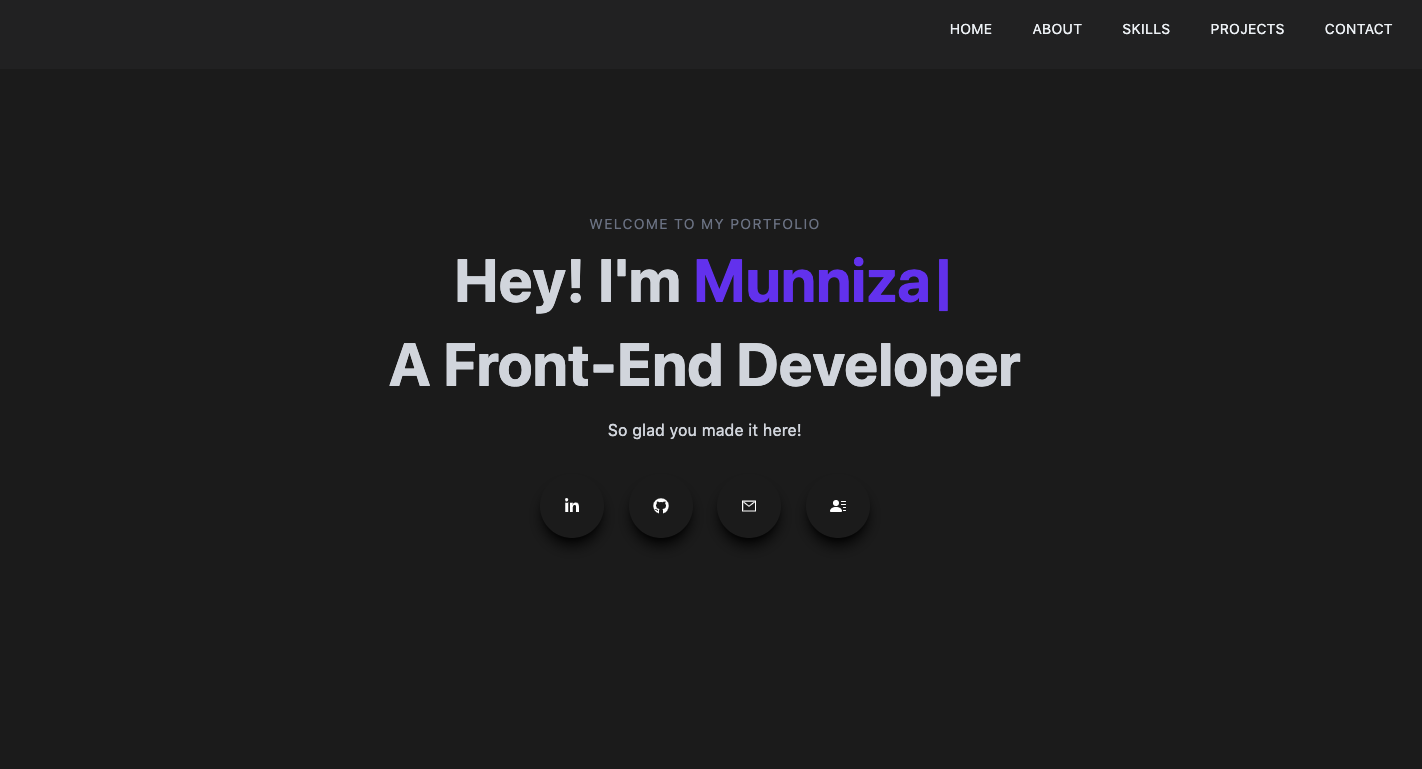 HOME ABOUT SKILLS PROJECTS CONTACT
WELCOME TO MY PORTFOLIO
Hey! I'm Munniza|
A Front-End Developer
So glad you made it here!
in